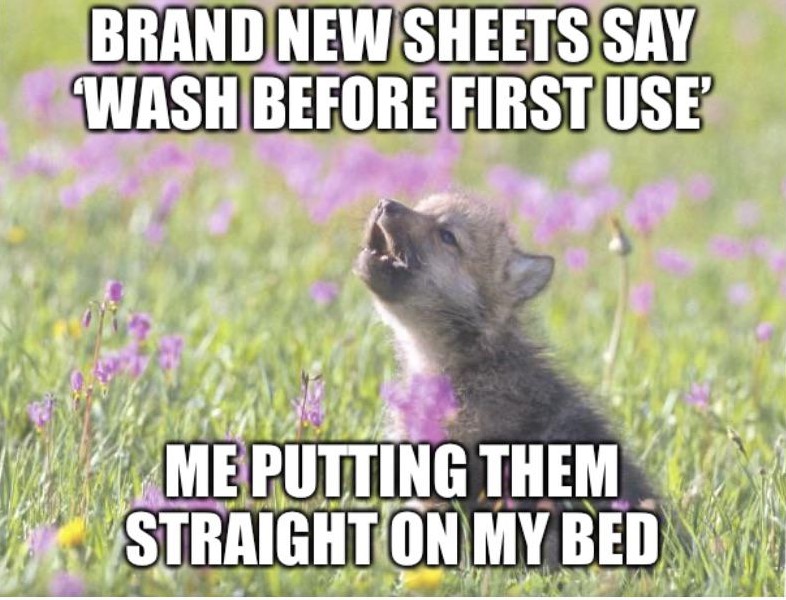 BRAND NEW SHEETS SAY
‘WASH BEFORE FIRST USE’
ME PUTTING THEM
STRAIGHT ON MY BED